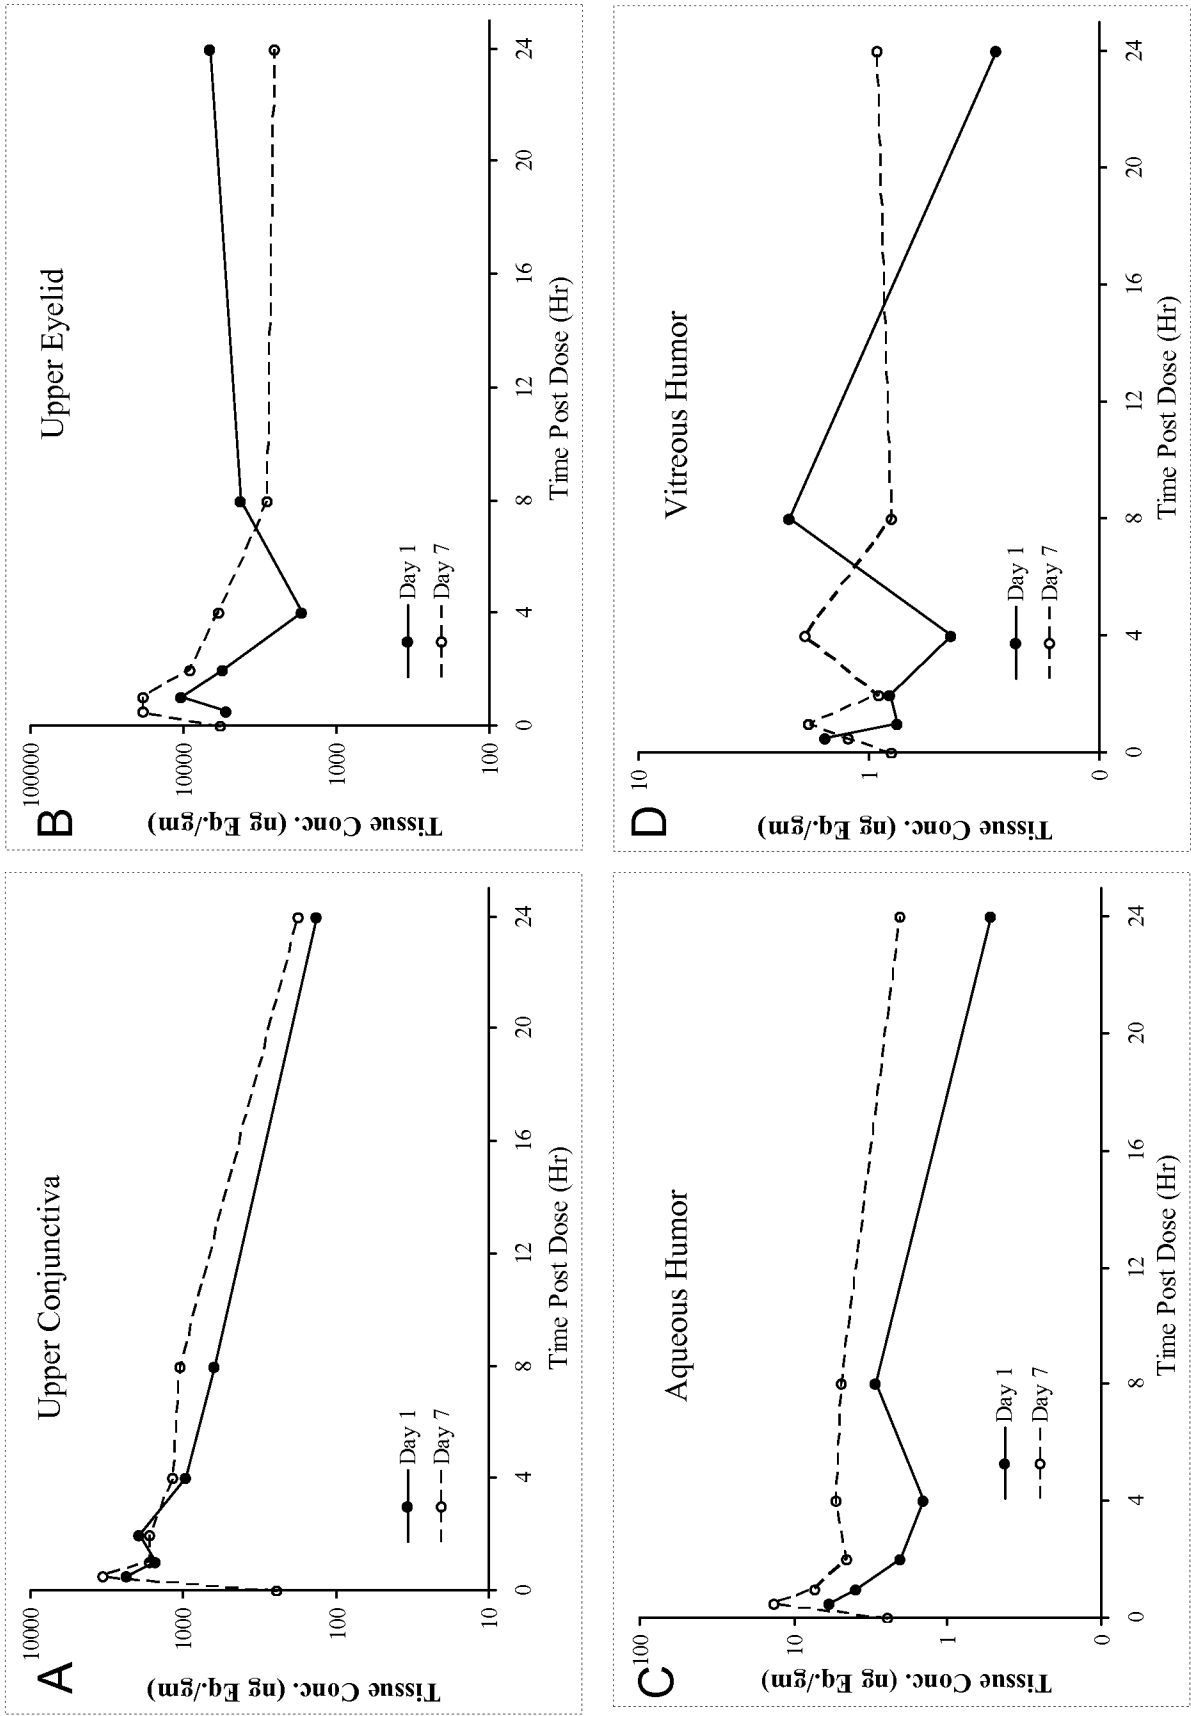 A
Upper Conjunctiva
Tissue Conc. (ng Eq./gm)
10000
1000
100
10
0 4 8 12 16 20 24
Time Post Dose (Hr)
Day 1
Day 7
B
Upper Eyelid
Tissue Conc. (ng Eq./gm)
100000
10000
1000
100
0 4 8 12 16 20 24
Time Post Dose (Hr)
Day 1
Day 7
C
Aqueous Humor
Tissue Conc. (ng Eq./gm)
100
10
1
0
0 4 8 12 16 20 24
Time Post Dose (Hr)
Day 1
Day 7
D
Vitreous Humor
Tissue Conc. (ng Eq./gm)
10
1
0
0 4 8 12 16 20 24
Time Post Dose (Hr)
Day 1
Day 7